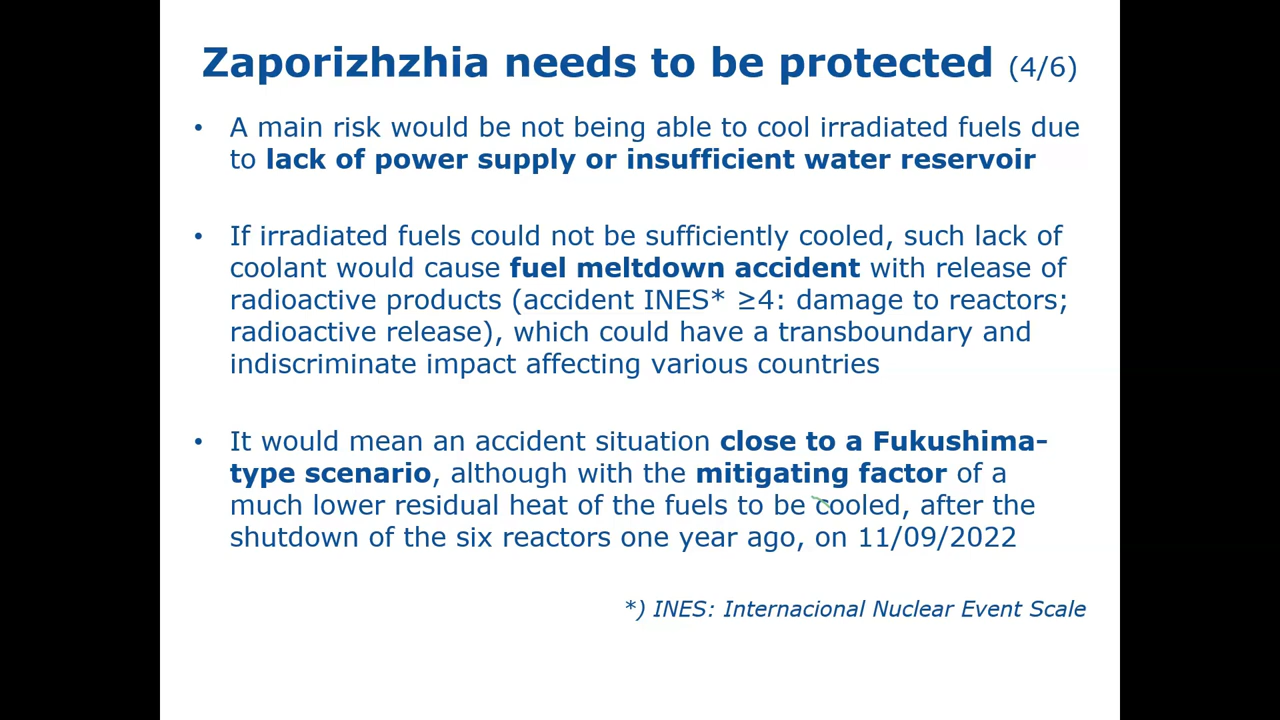 Zaporizhzhia needs to be protected (4/6)
• A main risk would be not being able to cool irradiated fuels due
to lack of power supply or insufficient water reservoir
• If irradiated fuels could not be sufficiently cooled, such lack of
coolant would cause fuel meltdown accident with release of
radioactive products (accident INES* ≥4: damage to reactors;
radioactive release), which could have a transboundary and
indiscriminate impact affecting various countries
• It would mean an accident situation close to a Fukushima-
type scenario, although with the mitigating factor of a
much lower residual heat of the fuels to be cooled, after the
shutdown of the six reactors one year ago, on 11/09/2022
*) INES: Internacional Nuclear Event Scale